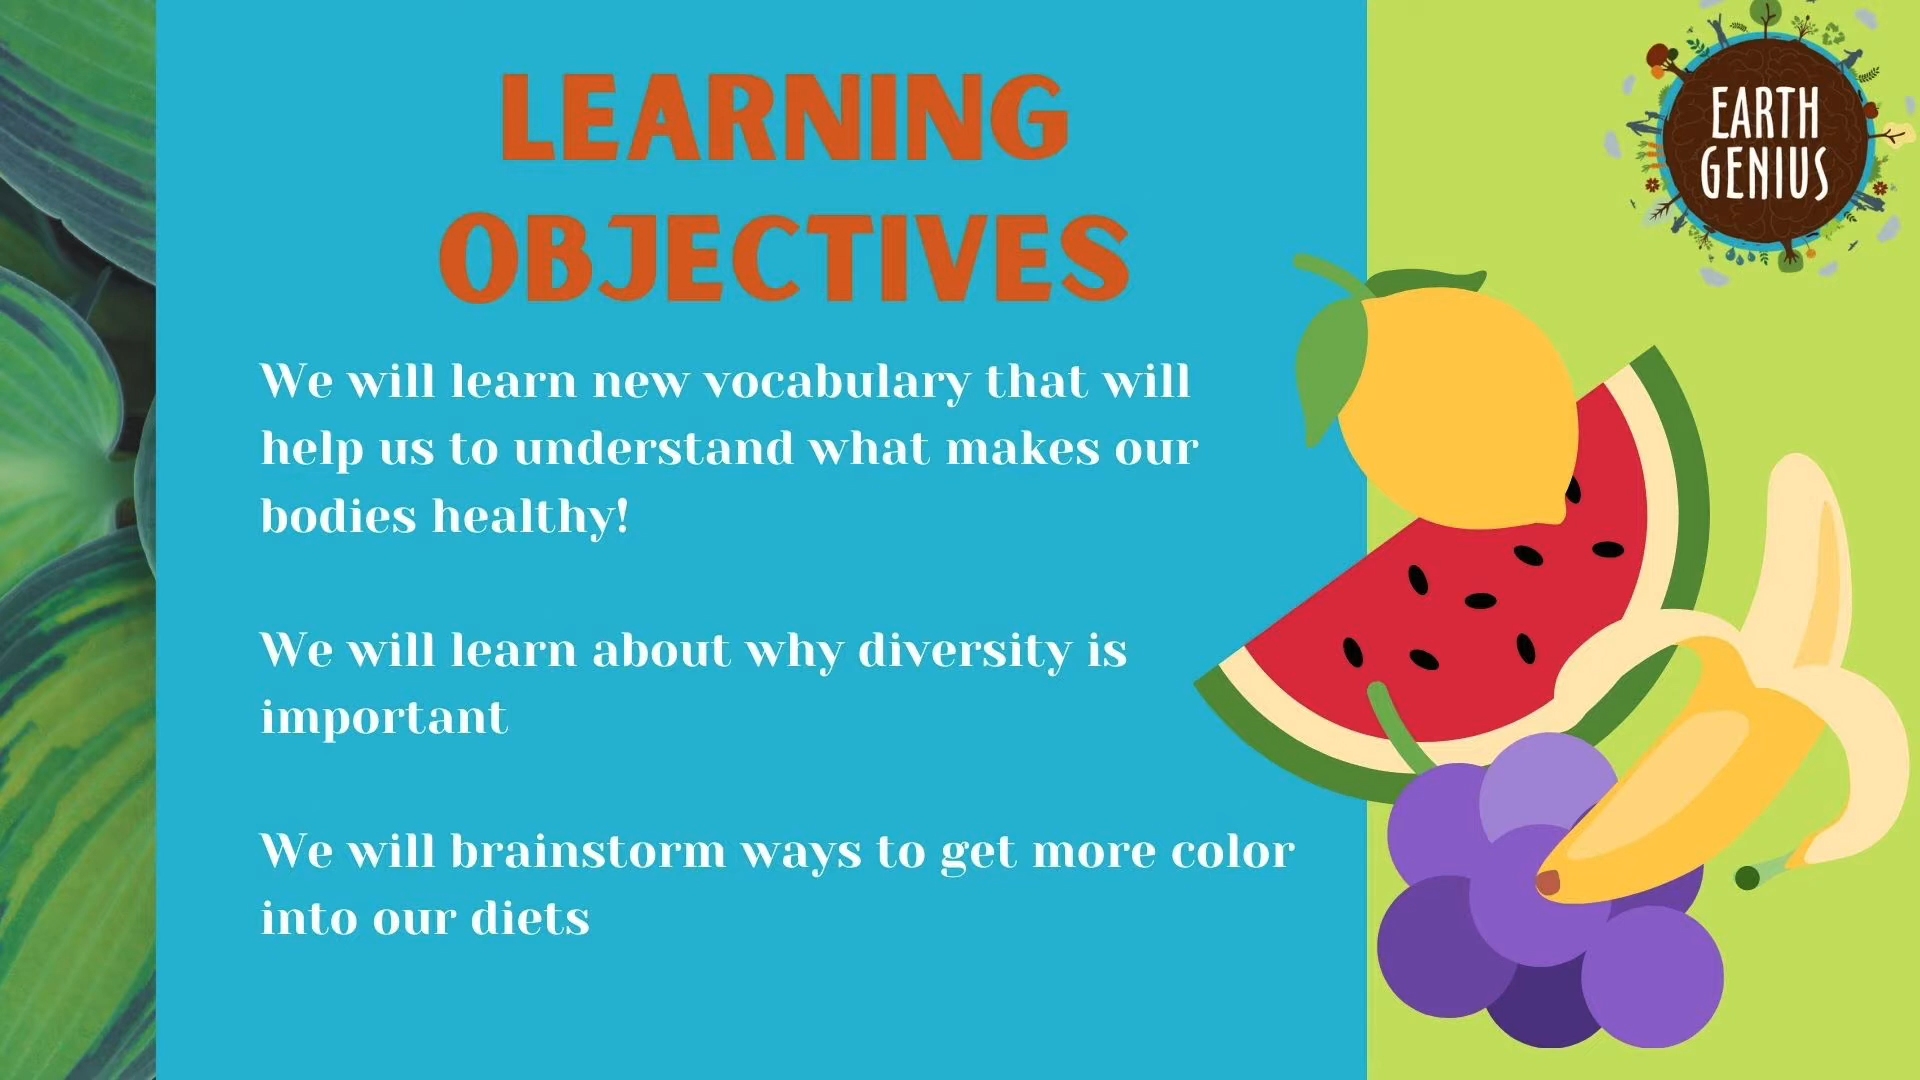 LEARNING
OBJECTIVES
We will learn new vocabulary that will
help us to understand what makes our
bodies healthy!
We will learn about why diversity is
important
We will brainstorm ways to get more color
into our diets
EARTH
GENIUS